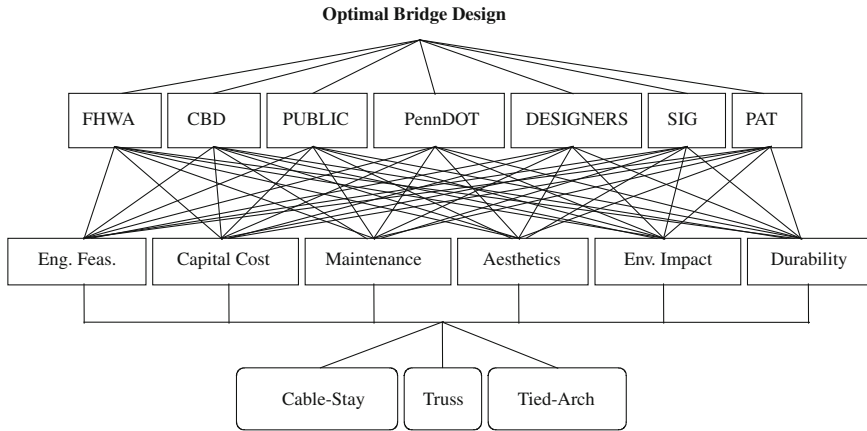 Optimal Bridge Design
FHWA CBD PUBLIC PennDOT DESIGNERS SIG PAT
Eng. Feas. Capital Cost Maintenance Aesthetics Env. Impact Durability
Cable-Stay Truss Tied-Arch